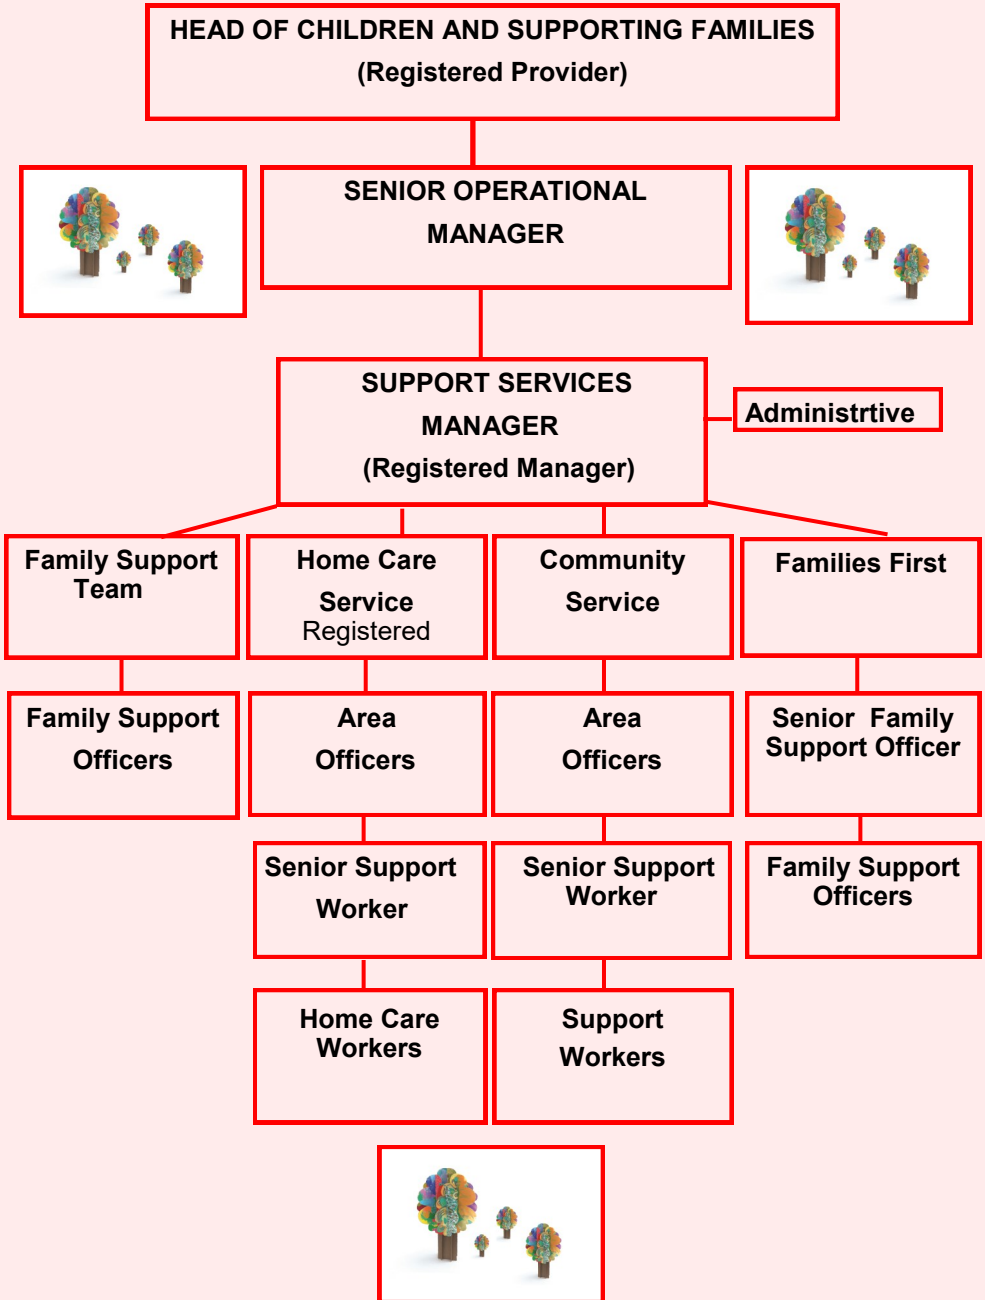 HEAD OF CHILDREN AND SUPPORTING FAMILIES
(Registered Provider)
SENIOR OPERATIONAL
MANAGER
SUPPORT SERVICES
MANAGER
(Registered Manager)
Administrtive
Family Support
Team
Home Care
Service
Registered
Community
Service
Families First
Family Support
Officers
Area
Officers
Area
Officers
Senior Family
Support Officer
Senior Support
Worker
Senior Support
Worker
Family Support
Officers
Home Care
Workers
Support
Workers